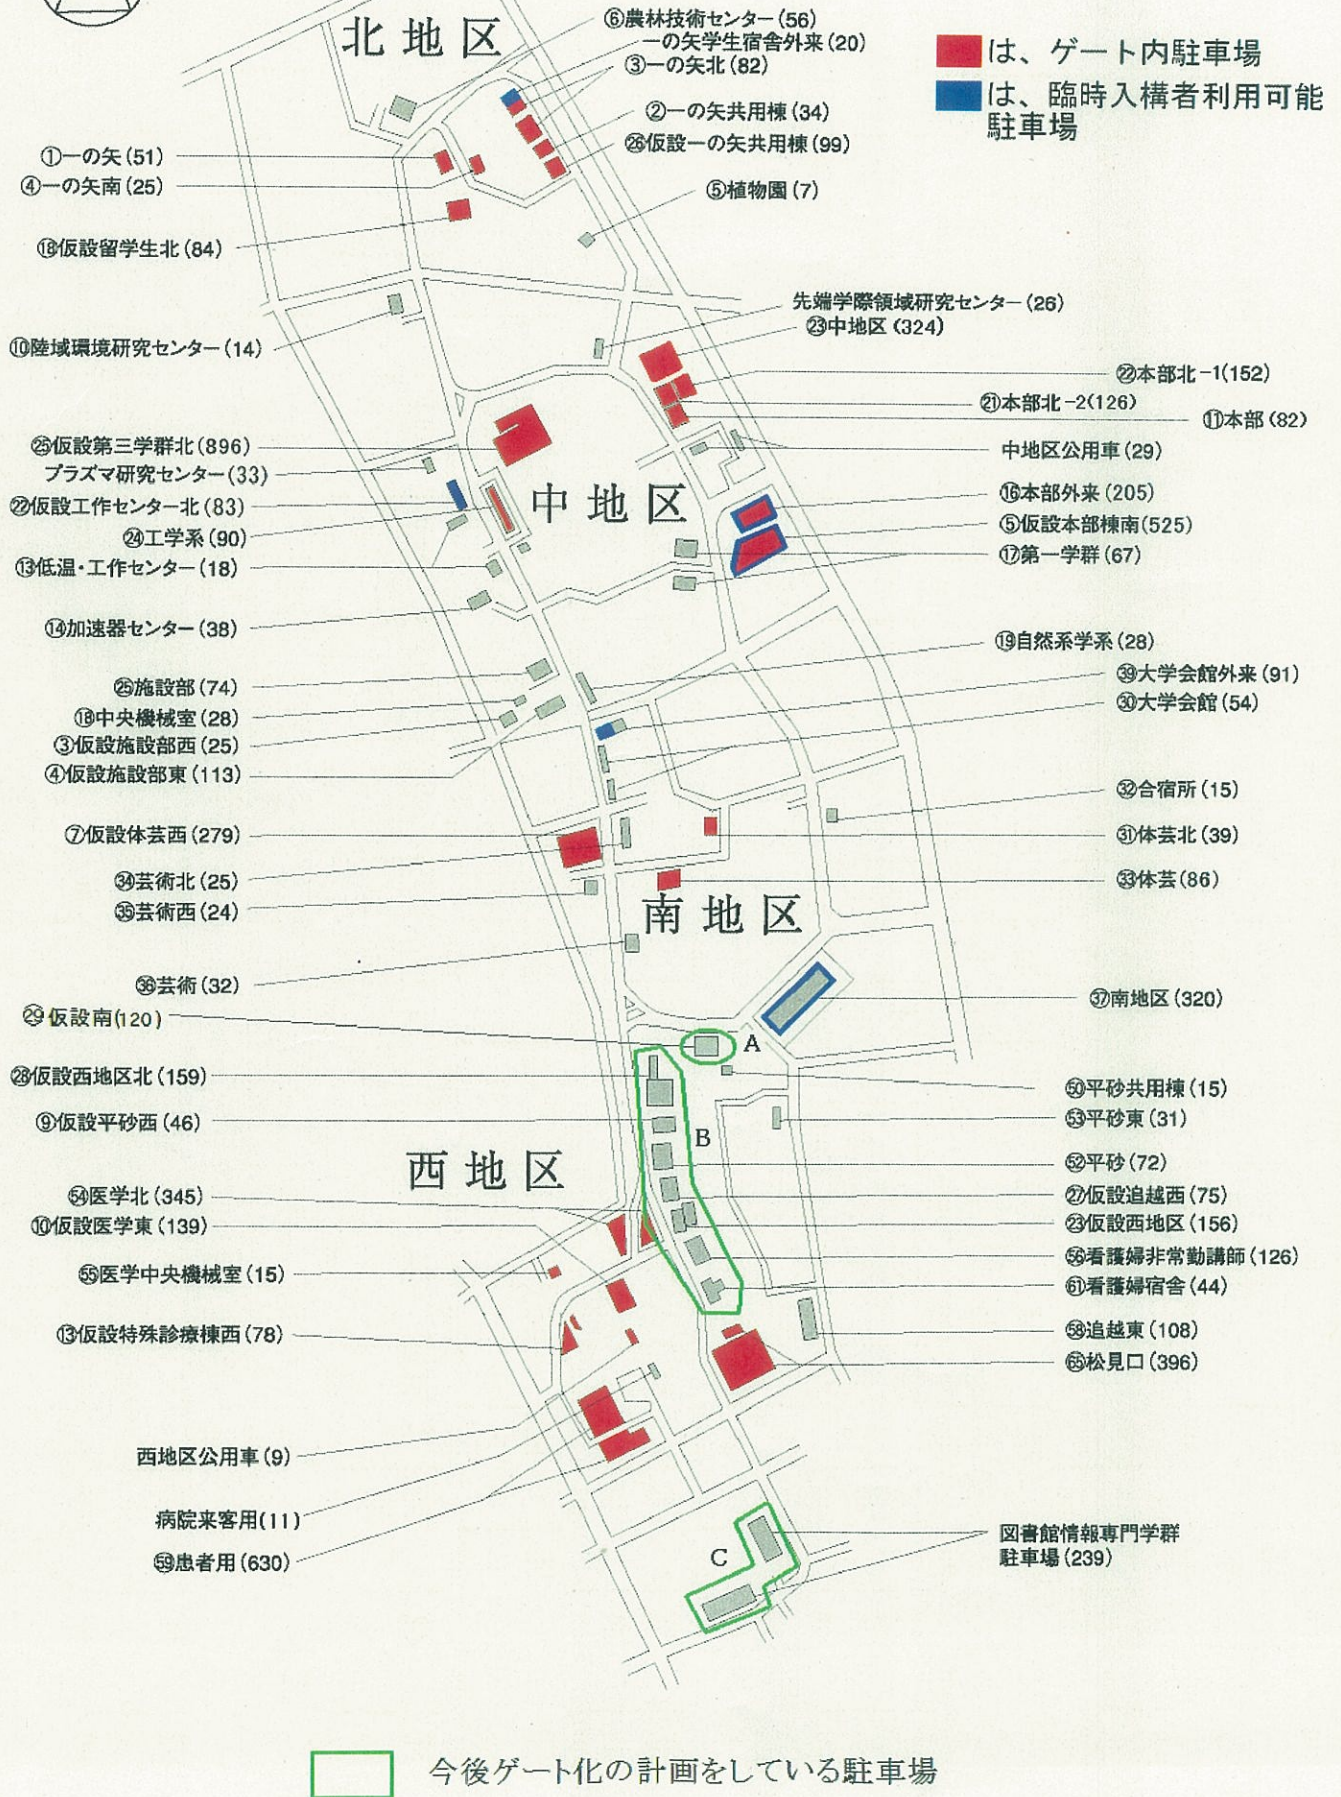 北地区
⑥農林技術センター(56)
一の矢学生宿舎外来(20)
③一の矢北(82)
②一の矢共用棟(34)
㉖仮設一の矢共用棟(99)
⑤植物園(7)
は、ゲート内駐車場
は、臨時入構者利用可能
駐車場
①一の矢(51)
④一の矢南(25)
⑱仮設留学生北(84)
⑩陸域環境研究センター(14)
先端学際領域研究センター(26)
㉓中地区(324)
㉒本部北-1(152)
㉑本部北-2(126)
⑪本部(82)
中地区公用車(29)
⑯本部外来(205)
⑤仮設本部棟南(525)
⑰第一学群(67)
㉕仮設第三学群北(896)
プラズマ研究センター(33)
㉒仮設工作センター北(83)
㉔工学系(90)
⑬低温・工作センター(18)
⑭加速器センター(38)
中地区
⑲自然系学系(28)
㊴大学会館外来(91)
㉚大学会館(54)
㉕施設部(74)
⑱中央機械室(28)
③仮設施設部西(25)
④仮設施設部東(113)
⑦仮設体芸西(279)
㉞芸術北(25)
㉟芸術西(24)
㊱芸術(32)
㉙仮設南(120)
㉜合宿所(15)
㉛体芸北(39)
㉝体芸(86)
南地区
㊲南地区(320)
A
㉘仮設西地区北(159)
⑨仮設平砂西(46)
B
西地区
㊿平砂共用棟(15)
53平砂東(31)
52平砂(72)
㉗仮設追越西(75)
㉓仮設西地区(156)
56看護婦非常勤講師(126)
61看護婦宿舎(44)
58追越東(108)
65松見口(396)
54医学北(345)
⑩仮設医学東(139)
55医学中央機械室(15)
⑬仮設特殊診療棟西(78)
西地区公用車(9)
病院来客用(11)
59患者用(630)
C
図書館情報専門学群
駐車場(239)
今後ゲート化の計画をしている駐車場